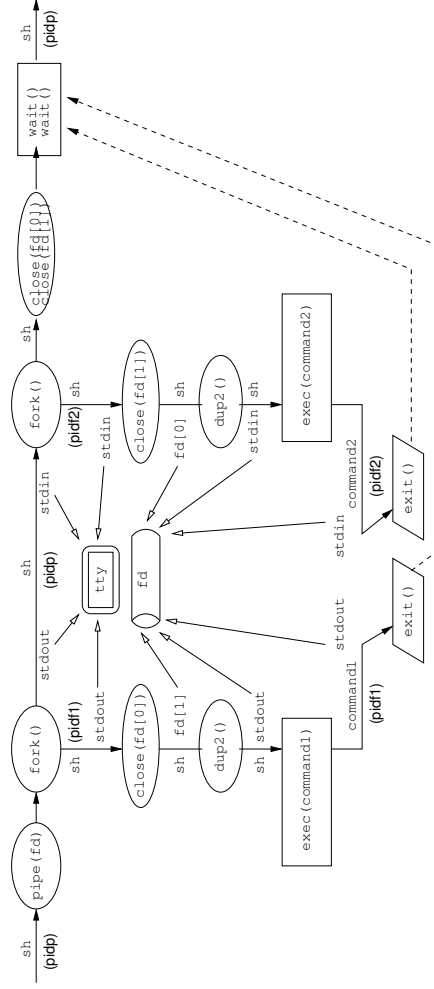 sh
(pidp)
pipe(fd)
fork()
sh
(pidp)
fork()
sh
close(fd[0])
close(fd[1])
wait()
wait()
sh
(pidp)
stdout
stdin
sh
(pidf1)
sh
(pidf2)
stdout
stdin
tty
close(fd[0])
fd
close(fd[1])
sh
fd[1]
fd[0]
sh
dup2()
dup2()
sh
stdout
stdin
sh
exec(command1)
exec(command2)
stdout
stdin
command1
(pidf1)
command2
(pidf2)
exit()
exit()